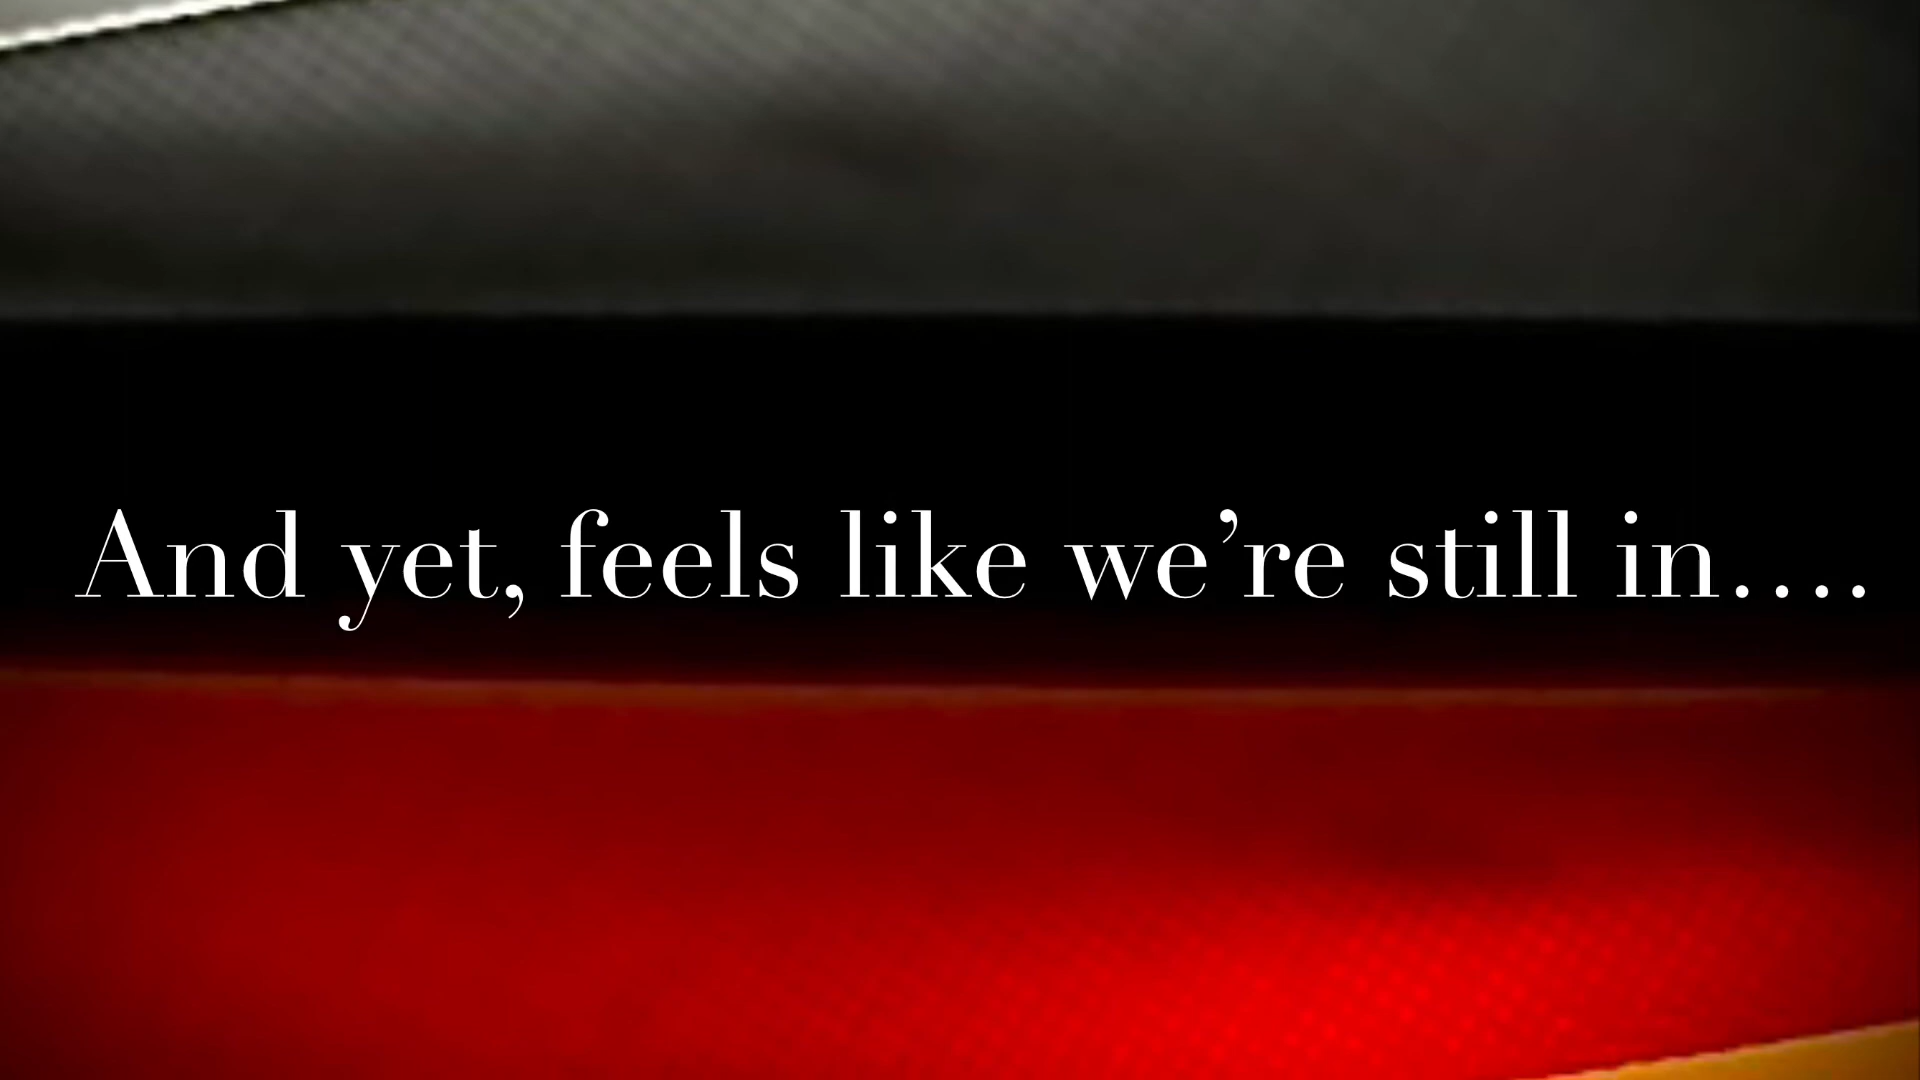 And yet, feels like we’re still in....